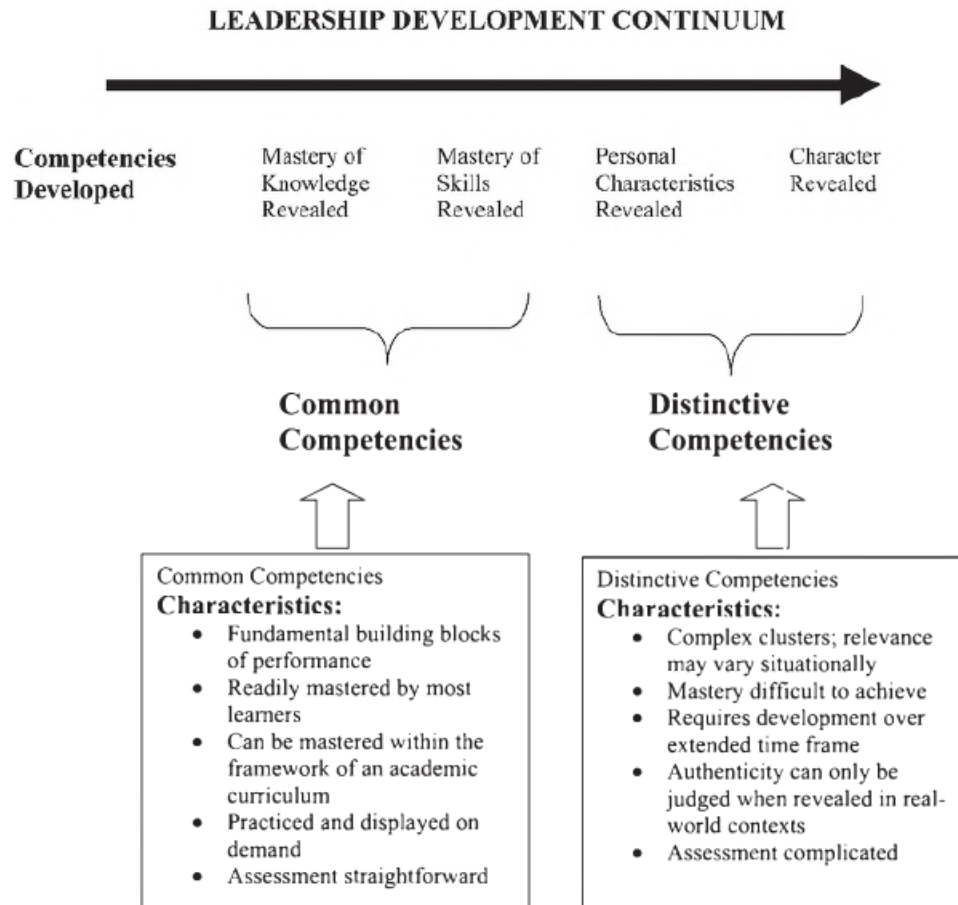 LEADERSHIP DEVELOPMENT CONTINUUM
Competencies
Developed
Mastery of
Knowledge
Revealed
Mastery of
Skills
Revealed
Personal
Characteristics
Revealed
Character
Revealed
Common
Competencies
Distinctive
Competencies
Common Competencies
Characteristics:
• Fundamental building blocks
of performance
• Readily mastered by most
learners
• Can be mastered within the
framework of an academic
curriculum
• Practiced and displayed on
demand
• Assessment straightforward
Distinctive Competencies
Characteristics:
• Complex clusters; relevance
may vary situationally
• Mastery difficult to achieve
• Requires development over
extended time frame
• Authenticity can only be
judged when revealed in real-
world contexts
• Assessment complicated